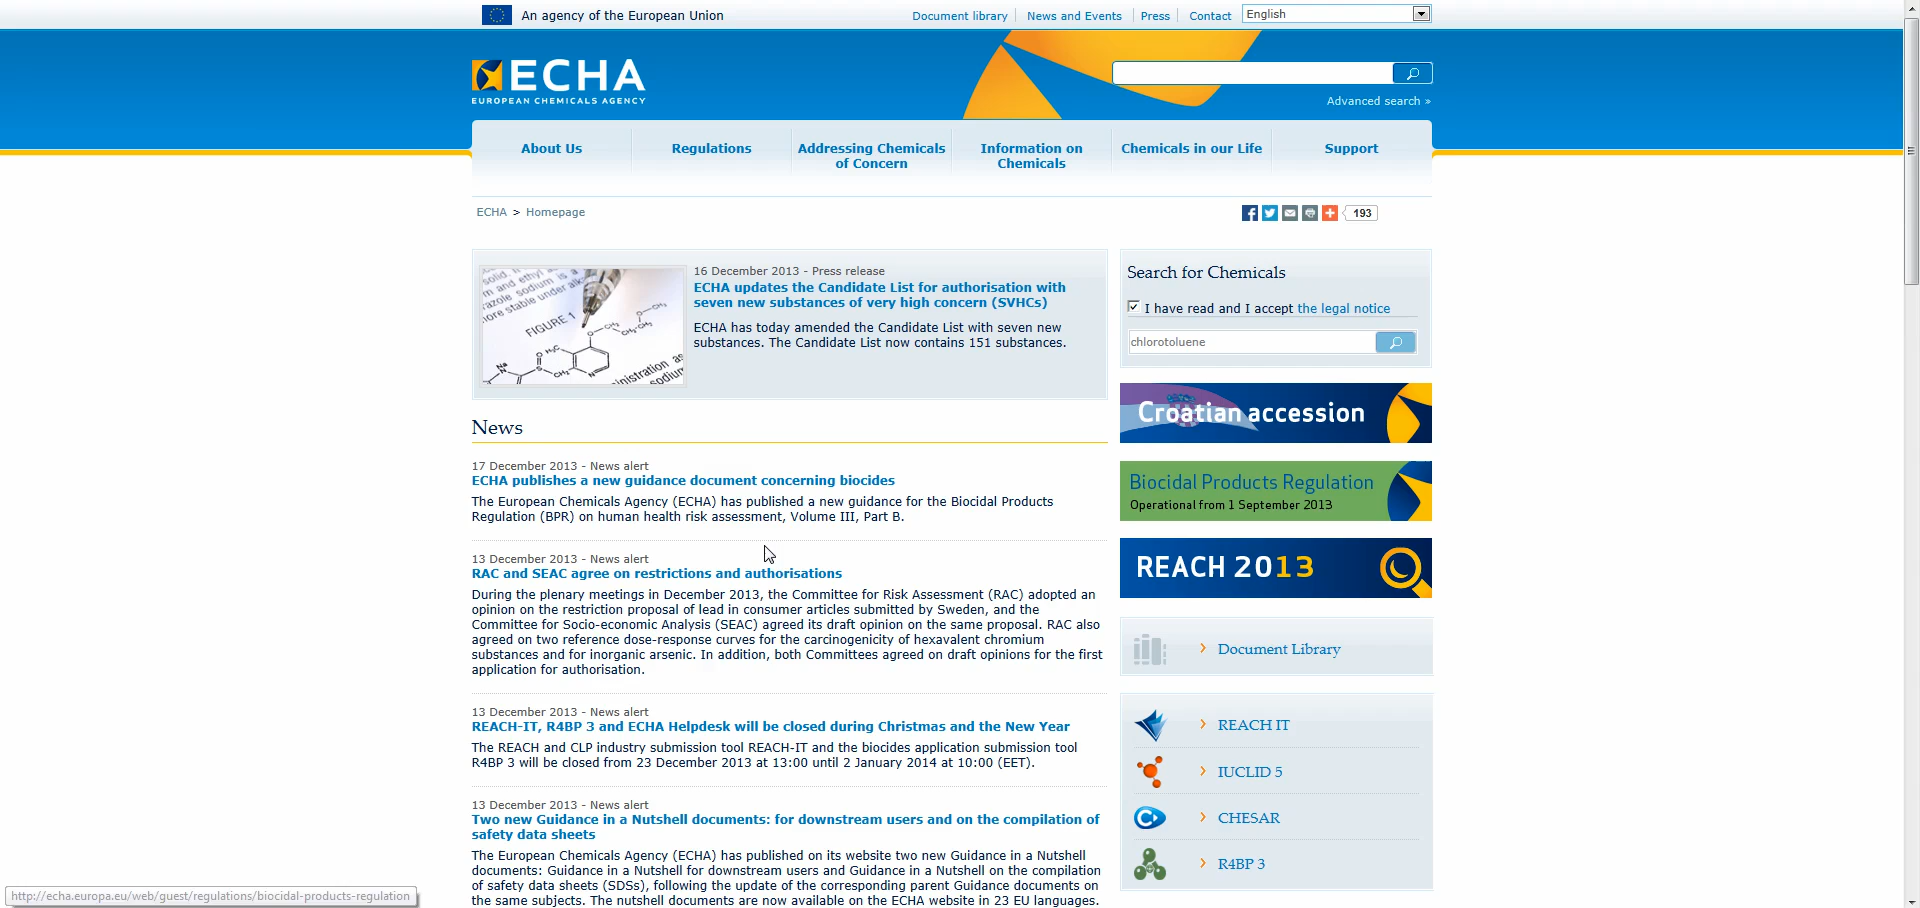 An agency of the European Union
Document library
News and Events
Press
Contact
English
ECHA
EUROPEAN CHEMICALS AGENCY
Advanced search »
About Us
Regulations
Addressing Chemicals
of Concern
Information on
Chemicals
Chemicals in our Life
Support
ECHA > Homepage
193
16 December 2013 - Press release
ECHA updates the Candidate List for authorisation with
seven new substances of very high concern (SVHCs)
ECHA has today amended the Candidate List with seven new
substances. The Candidate List now contains 151 substances.
FIGURE 1
Search for Chemicals
I have read and I accept the legal notice
chlorotoluene
Croatian accession
Biocidal Products Regulation
Operational from 1 September 2013
REACH 2013
Document Library
REACH IT
IUCLID 5
CHESAR
R4BP 3
News
17 December 2013 - News alert
ECHA publishes a new guidance document concerning biocides
The European Chemicals Agency (ECHA) has published a new guidance for the Biocidal Products
Regulation (BPR) on human health risk assessment, Volume III, Part B.
13 December 2013 - News alert
RAC and SEAC agree on restrictions and authorisations
During the plenary meetings in December 2013, the Committee for Risk Assessment (RAC) adopted an
opinion on the restriction proposal of lead in consumer articles submitted by Sweden, and the
Committee for Socio-economic Analysis (SEAC) agreed its draft opinion on the same proposal. RAC also
agreed on two reference dose-response curves for the carcinogenicity of hexavalent chromium
substances and for inorganic arsenic. In addition, both Committees agreed on draft opinions for the first
application for authorisation.
13 December 2013 - News alert
REACH-IT, R4BP 3 and ECHA Helpdesk will be closed during Christmas and the New Year
The REACH and CLP industry submission tool REACH-IT and the biocides application submission tool
R4BP 3 will be closed from 23 December 2013 at 13:00 until 2 January 2014 at 10:00 (EET).
13 December 2013 - News alert
Two new Guidance in a Nutshell documents: for downstream users and on the compilation of
safety data sheets
The European Chemicals Agency (ECHA) has published on its website two new Guidance in a Nutshell
documents: Guidance in a Nutshell for downstream users and Guidance in a Nutshell on the compilation
of safety data sheets (SDSs), following the update of the corresponding parent Guidance documents on
the same subjects. The nutshell documents are now available on the ECHA website in 23 EU languages.
http://echa.europa.eu/web/guest/regulations/biocidal-products-regulation